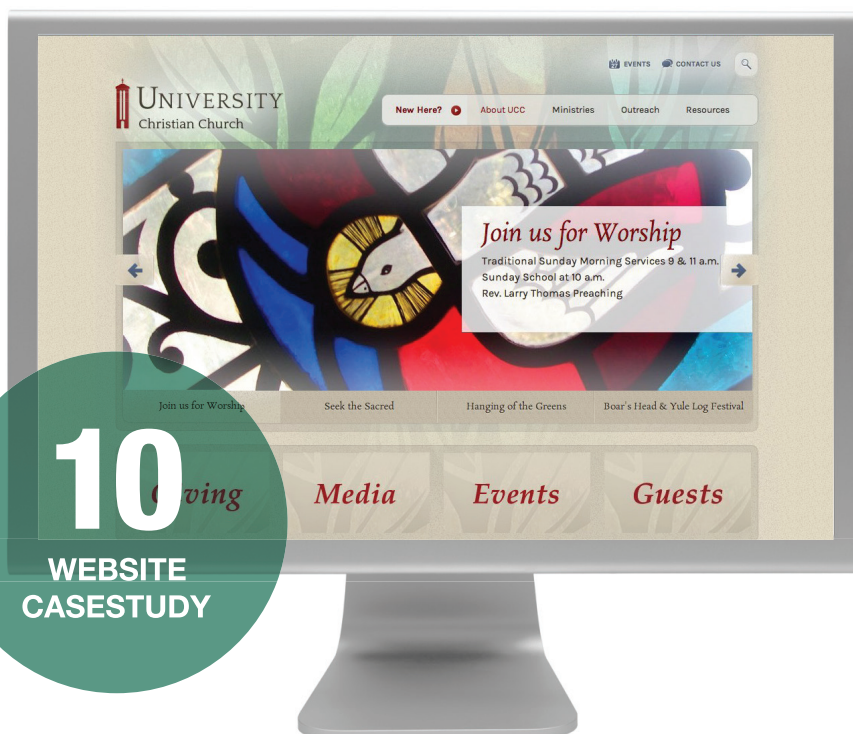 EVENTS CONTACT US
UNIVERSITY
Christian Church
New Here? About UCC Ministries Outreach Resources
Join us for Worship
Traditional Sunday Morning Services 9 & 11 a.m.
Sunday School at 10 a.m.
Rev. Larry Thomas Preaching
Join us for Worship Seek the Sacred Hanging of the Greens Boar's Head & Yule Log Festival
Giving Media Events Guests
10
WEBSITE
CASESTUDY